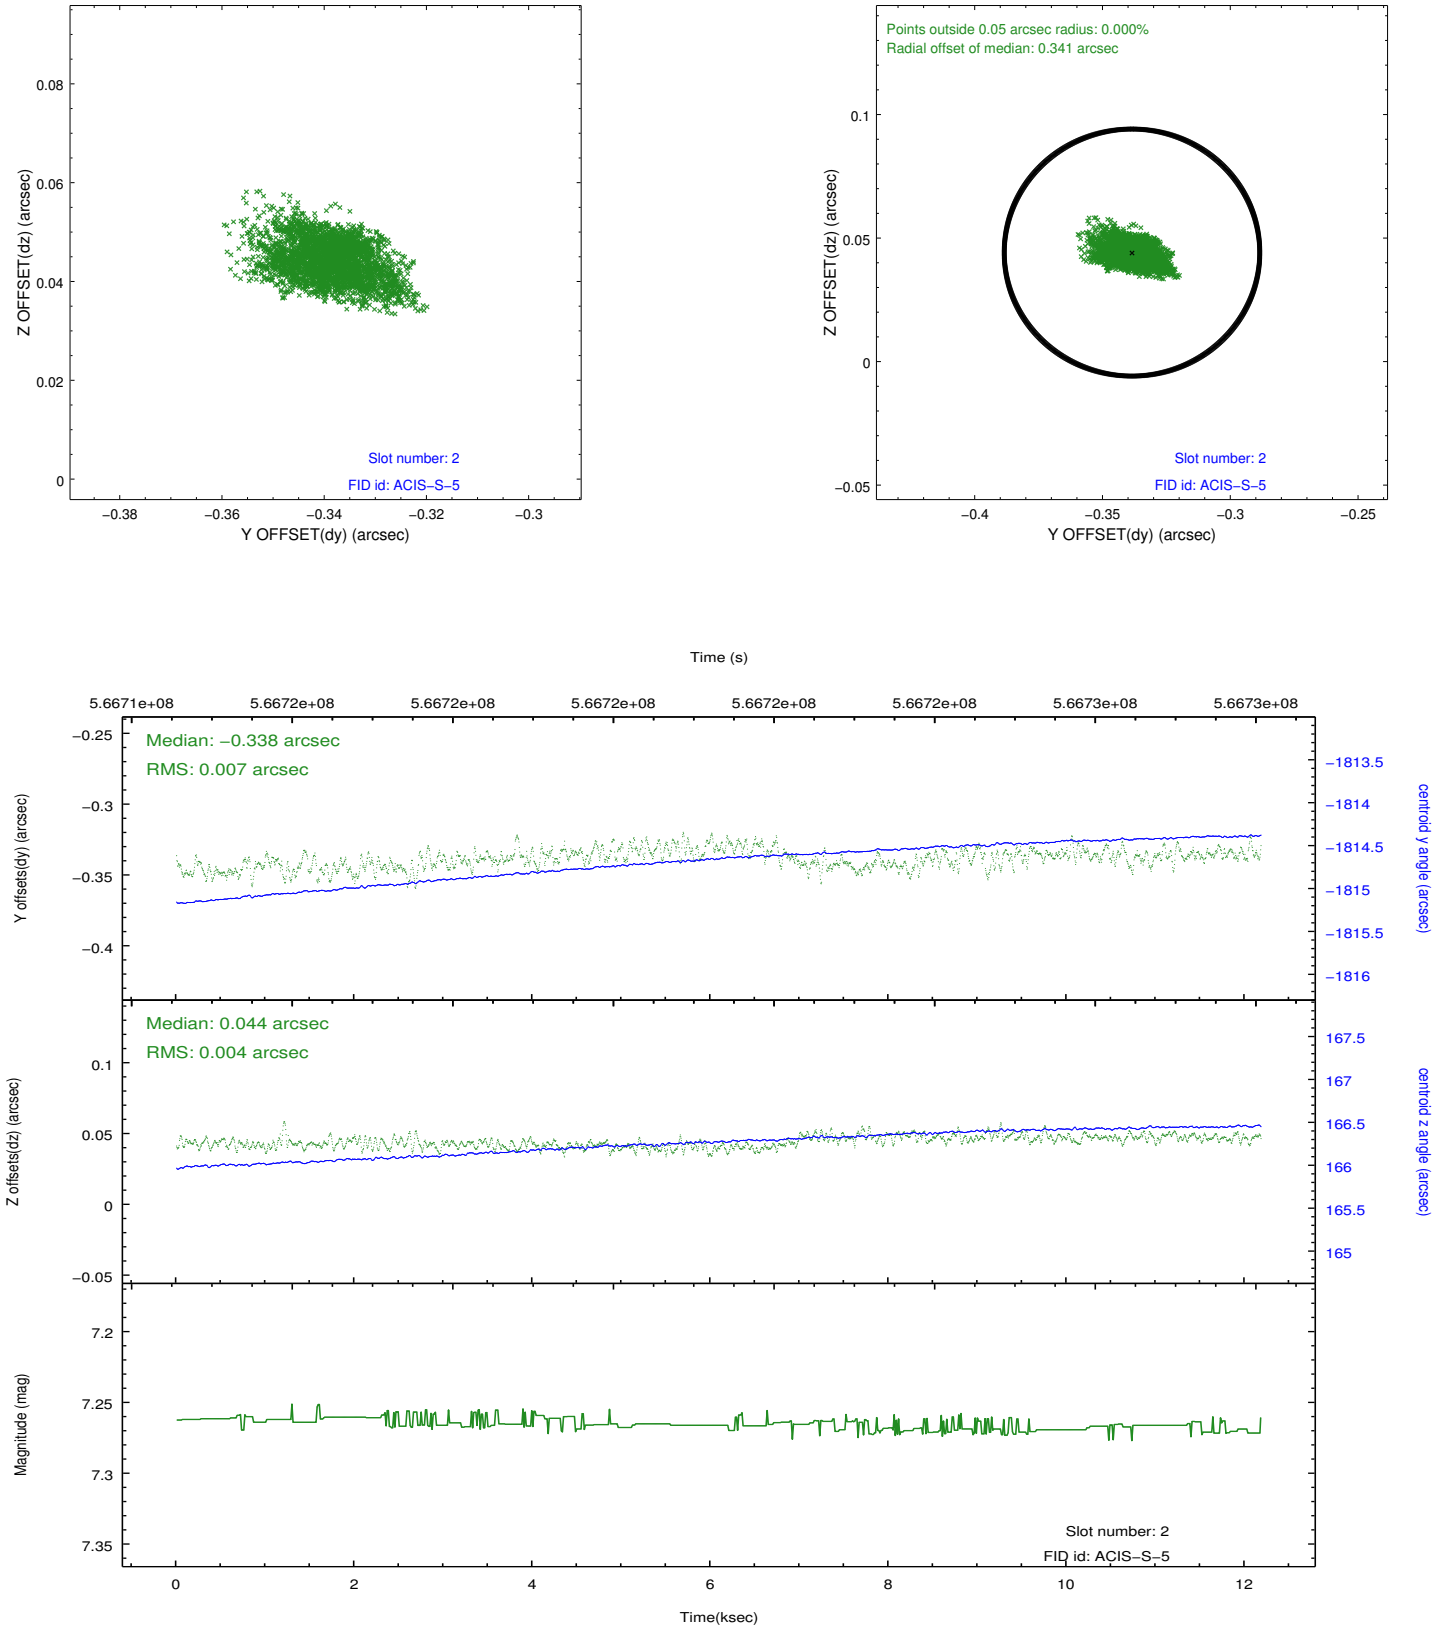 0.08
0.06
0.04
0.02
0
Z OFFSET(dz) (arcsec)
Slot number: 2
FID id: ACIS−S−5
−0.38
−0.36
−0.34
−0.32
−0.3
Y OFFSET(dy) (arcsec)
Points outside 0.05 arcsec radius: 0.000%
Radial offset of median: 0.341 arcsec
0.1
0.05
0
−0.05
Z OFFSET(dz) (arcsec)
Slot number: 2
FID id: ACIS−S−5
−0.4
−0.35
−0.3
−0.25
Y OFFSET(dy) (arcsec)
Time (s)
5.6671e+08
5.6672e+08
5.6672e+08
5.6672e+08
5.6672e+08
5.6672e+08
5.6673e+08
5.6673e+08
Median: −0.338 arcsec
RMS: 0.007 arcsec
−0.25
−0.3
−0.35
−0.4
Y offsets(dy) (arcsec)
−1813.5
−1814
−1814.5
−1815
−1815.5
−1816
centroid y angle (arcsec)
Median: 0.044 arcsec
RMS: 0.004 arcsec
0.1
0.05
0
−0.05
Z offsets(dz) (arcsec)
167.5
167
166.5
166
165.5
165
centroid z angle (arcsec)
7.2
7.25
7.3
7.35
Magnitude (mag)
Slot number: 2
FID id: ACIS−S−5
0
2
4
6
8
10
12
Time(ksec)